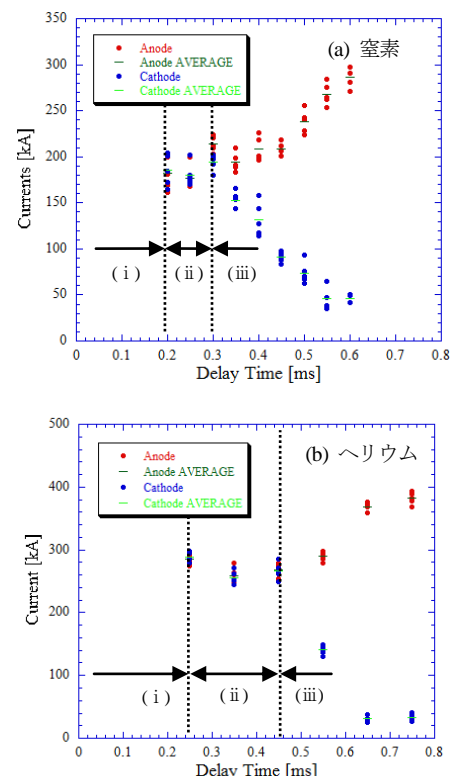 (a) 窒素
Anode
Anode AVERAGE
Cathode
Cathode AVERAGE
Currents [kA]
350
300
250
200
150
100
50
0
( i )
( ii )
(iii)
0 0.1 0.2 0.3 0.4 0.5 0.6 0.7 0.8
Delay Time [ms]
(b) ヘリウム
Anode
Anode AVERAGE
Cathode
Cathode AVERAGE
Current [kA]
500
400
300
200
100
0
( i )
( ii )
(iii)
0 0.1 0.2 0.3 0.4 0.5 0.6 0.7 0.8
Delay Time [ms]